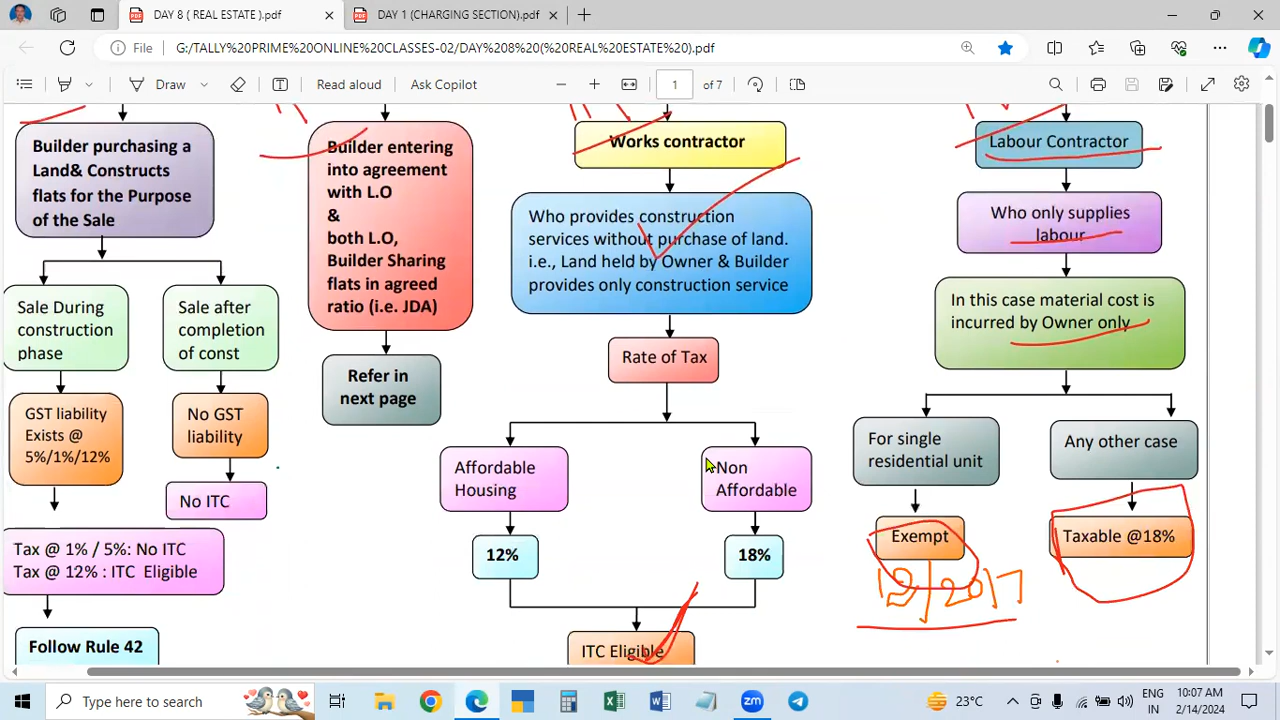 DAY 8 ( REAL ESTATE ).pdf
DAY 1 (CHARGING SECTION).pdf
File
G:/TALLY%20PRIME%20ONLINE%20CLASSES-02/DAY%208%20(%20REAL%20ESTATE%20).pdf
Draw
Read aloud
Ask Copilot
1
of 7
Builder purchasing a
Land& Constructs
flats for the Purpose
of the Sale
Sale During
construction
phase
Sale after
completion
of const
GST liability
Exists @
5%/1%/12%
No GST
liability
No ITC
Tax @ 1% / 5%: No ITC
Tax @ 12% : ITC Eligible
Follow Rule 42
Builder entering
into agreement
with L.O
&
both L.O,
Builder Sharing
flats in agreed
ratio (i.e. JDA)
Refer in
next page
Works contractor
Who provides construction
services without purchase of land.
i.e., Land held by Owner & Builder
provides only construction service
Rate of Tax
Affordable
Housing
Non
Affordable
12%
18%
ITC Eligible
Labour Contractor
Who only supplies
labour
In this case material cost is
incurred by Owner only
For single
residential unit
Any other case
Exempt
Taxable @18%
12/2017
Type here to search
23°C
ENG
IN
10:07 AM
2/14/2024